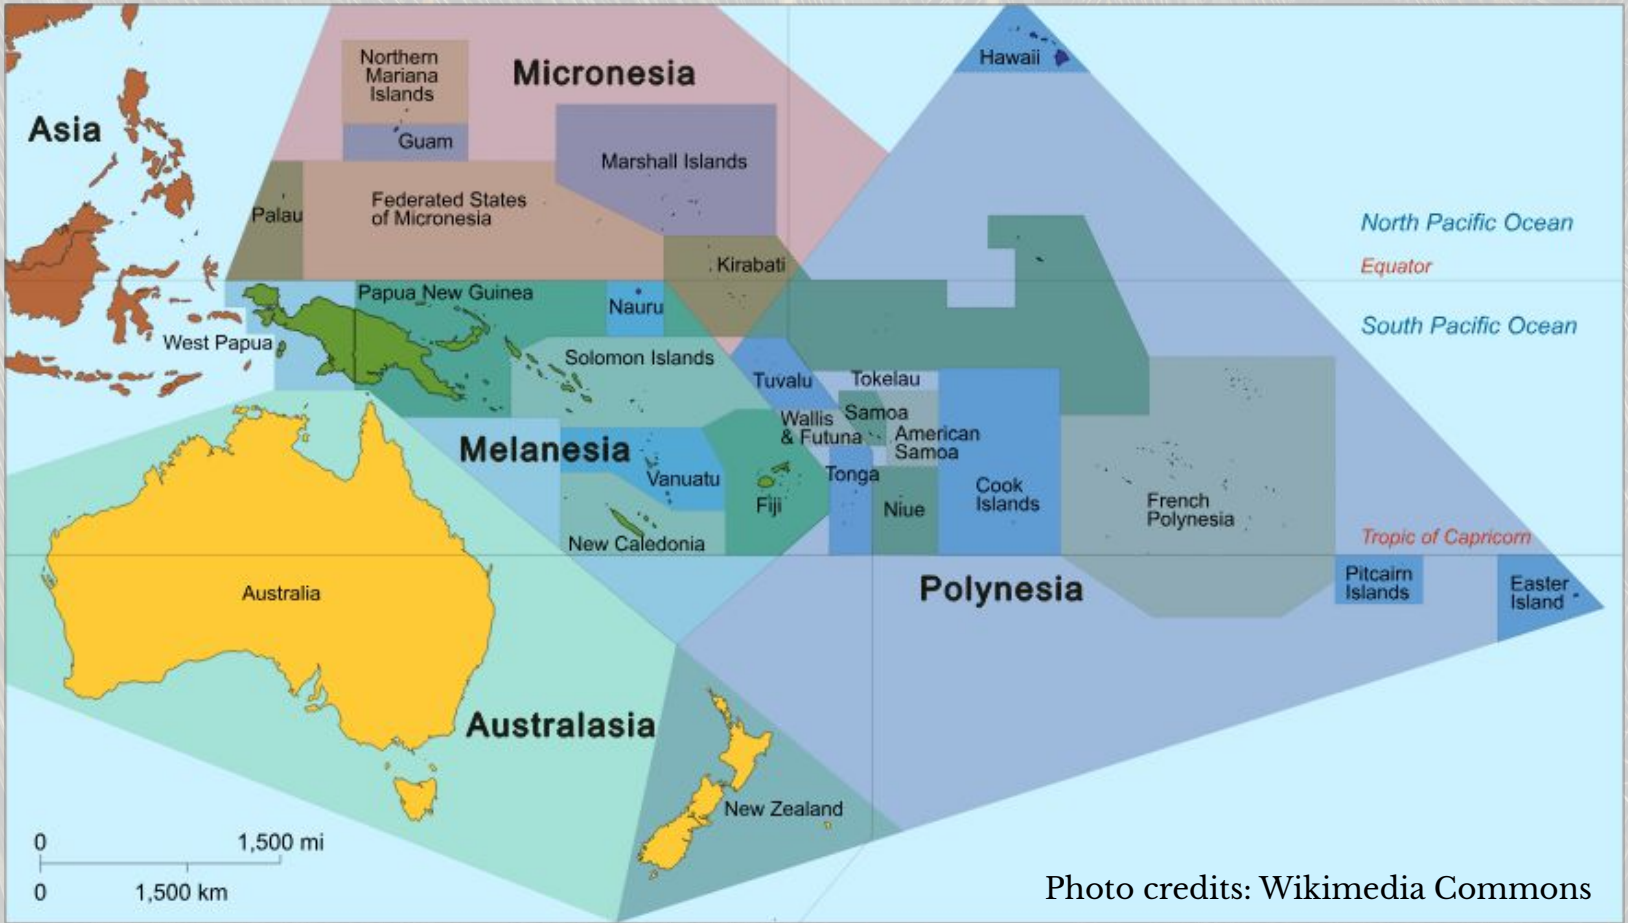 Northern
Mariana
Islands
Micronesia
Hawaii
Asia
Guam
Marshall Islands
Palau
Federated States
of Micronesia
North Pacific Ocean
Kirabati
Equator
Papua New Guinea
Nauru
South Pacific Ocean
West Papua
Solomon Islands
Tuvalu
Tokelau
Wallis
& Futuna
Samoa
American
Samoa
Melanesia
Vanuatu
Tonga
Fiji
Niue
Cook
Islands
French
Polynesia
New Caledonia
Tropic of Capricorn
Australia
Polynesia
Pitcairn
Islands
Easter
Island
Australasia
New Zealand
0 1,500 mi
0 1,500 km
Photo credits: Wikimedia Commons